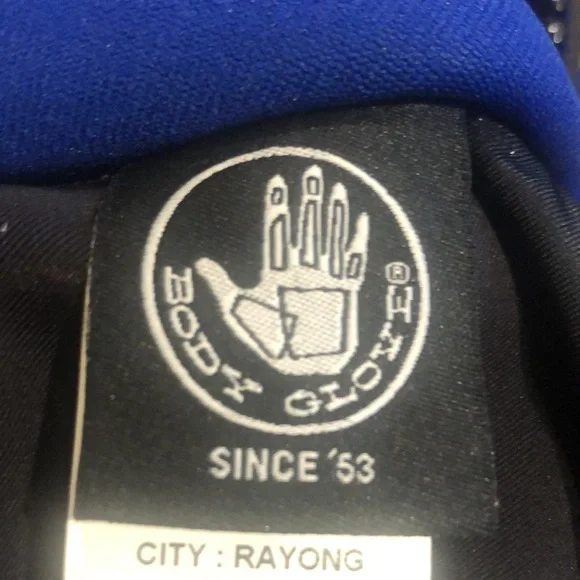 BODY GLOVE®
SINCE '53
CITY : RAYONG